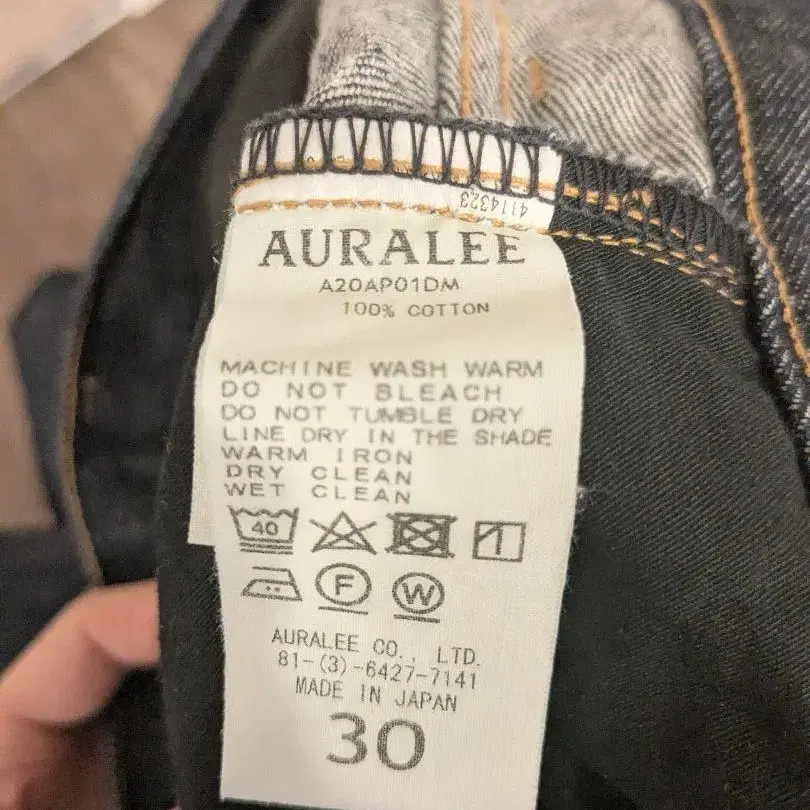 4114323
AURALEE
A20AP01DM
100% COTTON
MACHINE WASH WARM
DO NOT BLEACH
DO NOT TUMBLE DRY
LINE DRY IN THE SHADE
WARM IRON
DRY CLEAN
WET CLEAN
40
F W
AURALEE CO., LTD.
81-(3)-6427-7141
MADE IN JAPAN
30